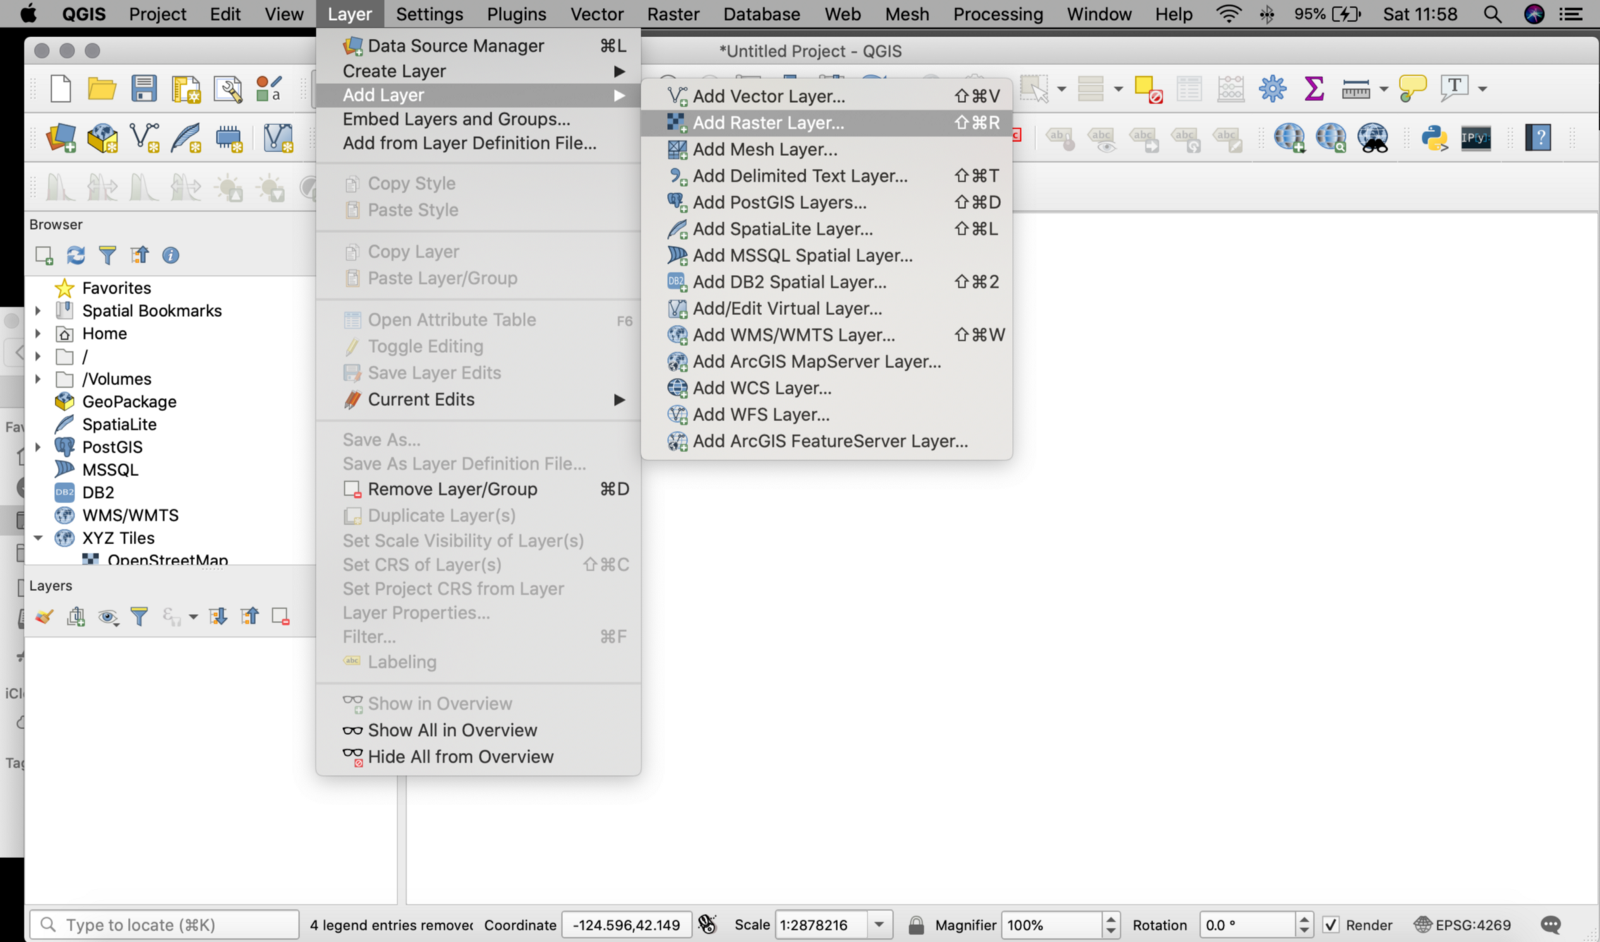 QGIS Project Edit View Layer Settings Plugins Vector Raster Database Web Mesh Processing Window Help 95% Sat 11:58
*Untitled Project - QGIS
Data Source Manager ⌘L
Create Layer
Add Layer
Embed Layers and Groups...
Add from Layer Definition File...
Copy Style
Paste Style
Copy Layer
Paste Layer/Group
Open Attribute Table F6
Toggle Editing
Save Layer Edits
Current Edits
Save As...
Save As Layer Definition File...
Remove Layer/Group ⌘D
Duplicate Layer(s)
Set Scale Visibility of Layer(s)
Set CRS of Layer(s) ⇧⌘C
Set Project CRS from Layer
Layer Properties...
Filter... ⌘F
abc Labeling
Show in Overview
Show All in Overview
Hide All from Overview
Add Vector Layer... ⇧⌘V
Add Raster Layer... ⇧⌘R
Add Mesh Layer...
Add Delimited Text Layer... ⇧⌘T
Add PostGIS Layers... ⇧⌘D
Add SpatiaLite Layer... ⇧⌘L
Add MSSQL Spatial Layer...
DB2 Add DB2 Spatial Layer... ⇧⌘2
Add/Edit Virtual Layer...
Add WMS/WMTS Layer... ⇧⌘W
Add ArcGIS MapServer Layer...
Add WCS Layer...
Add WFS Layer...
Add ArcGIS FeatureServer Layer...
Browser
Favorites
Spatial Bookmarks
Home
/
/Volumes
GeoPackage
SpatiaLite
PostGIS
MSSQL
DB2 DB2
WMS/WMTS
XYZ Tiles
OpenStreetMap
Layers
Fav
iCl
Tag
Type to locate (⌘K) 4 legend entries removed Coordinate -124.596,42.149 Scale 1:2878216 Magnifier 100% Rotation 0.0 ° Render EPSG:4269